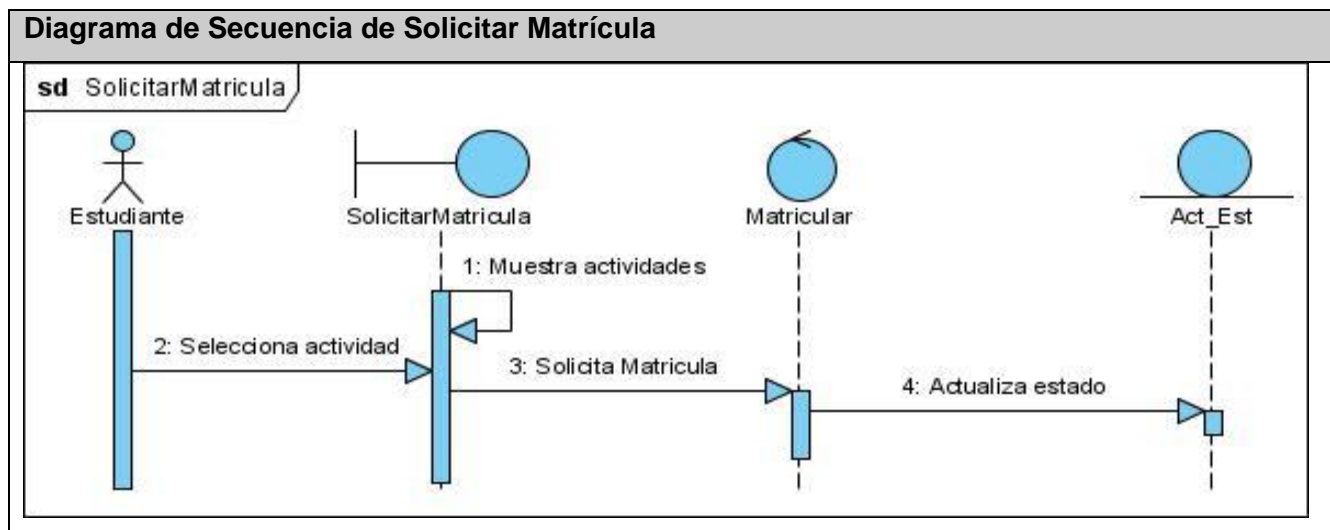 Diagrama de Secuencia de Solicitar Matrícula
sd SolicitarMatricula
Estudiante
SolicitarMatricula
Matricular
Act_Est
1: Muestra actividades
2: Selecciona actividad
3: Solicita Matricula
4: Actualiza estado